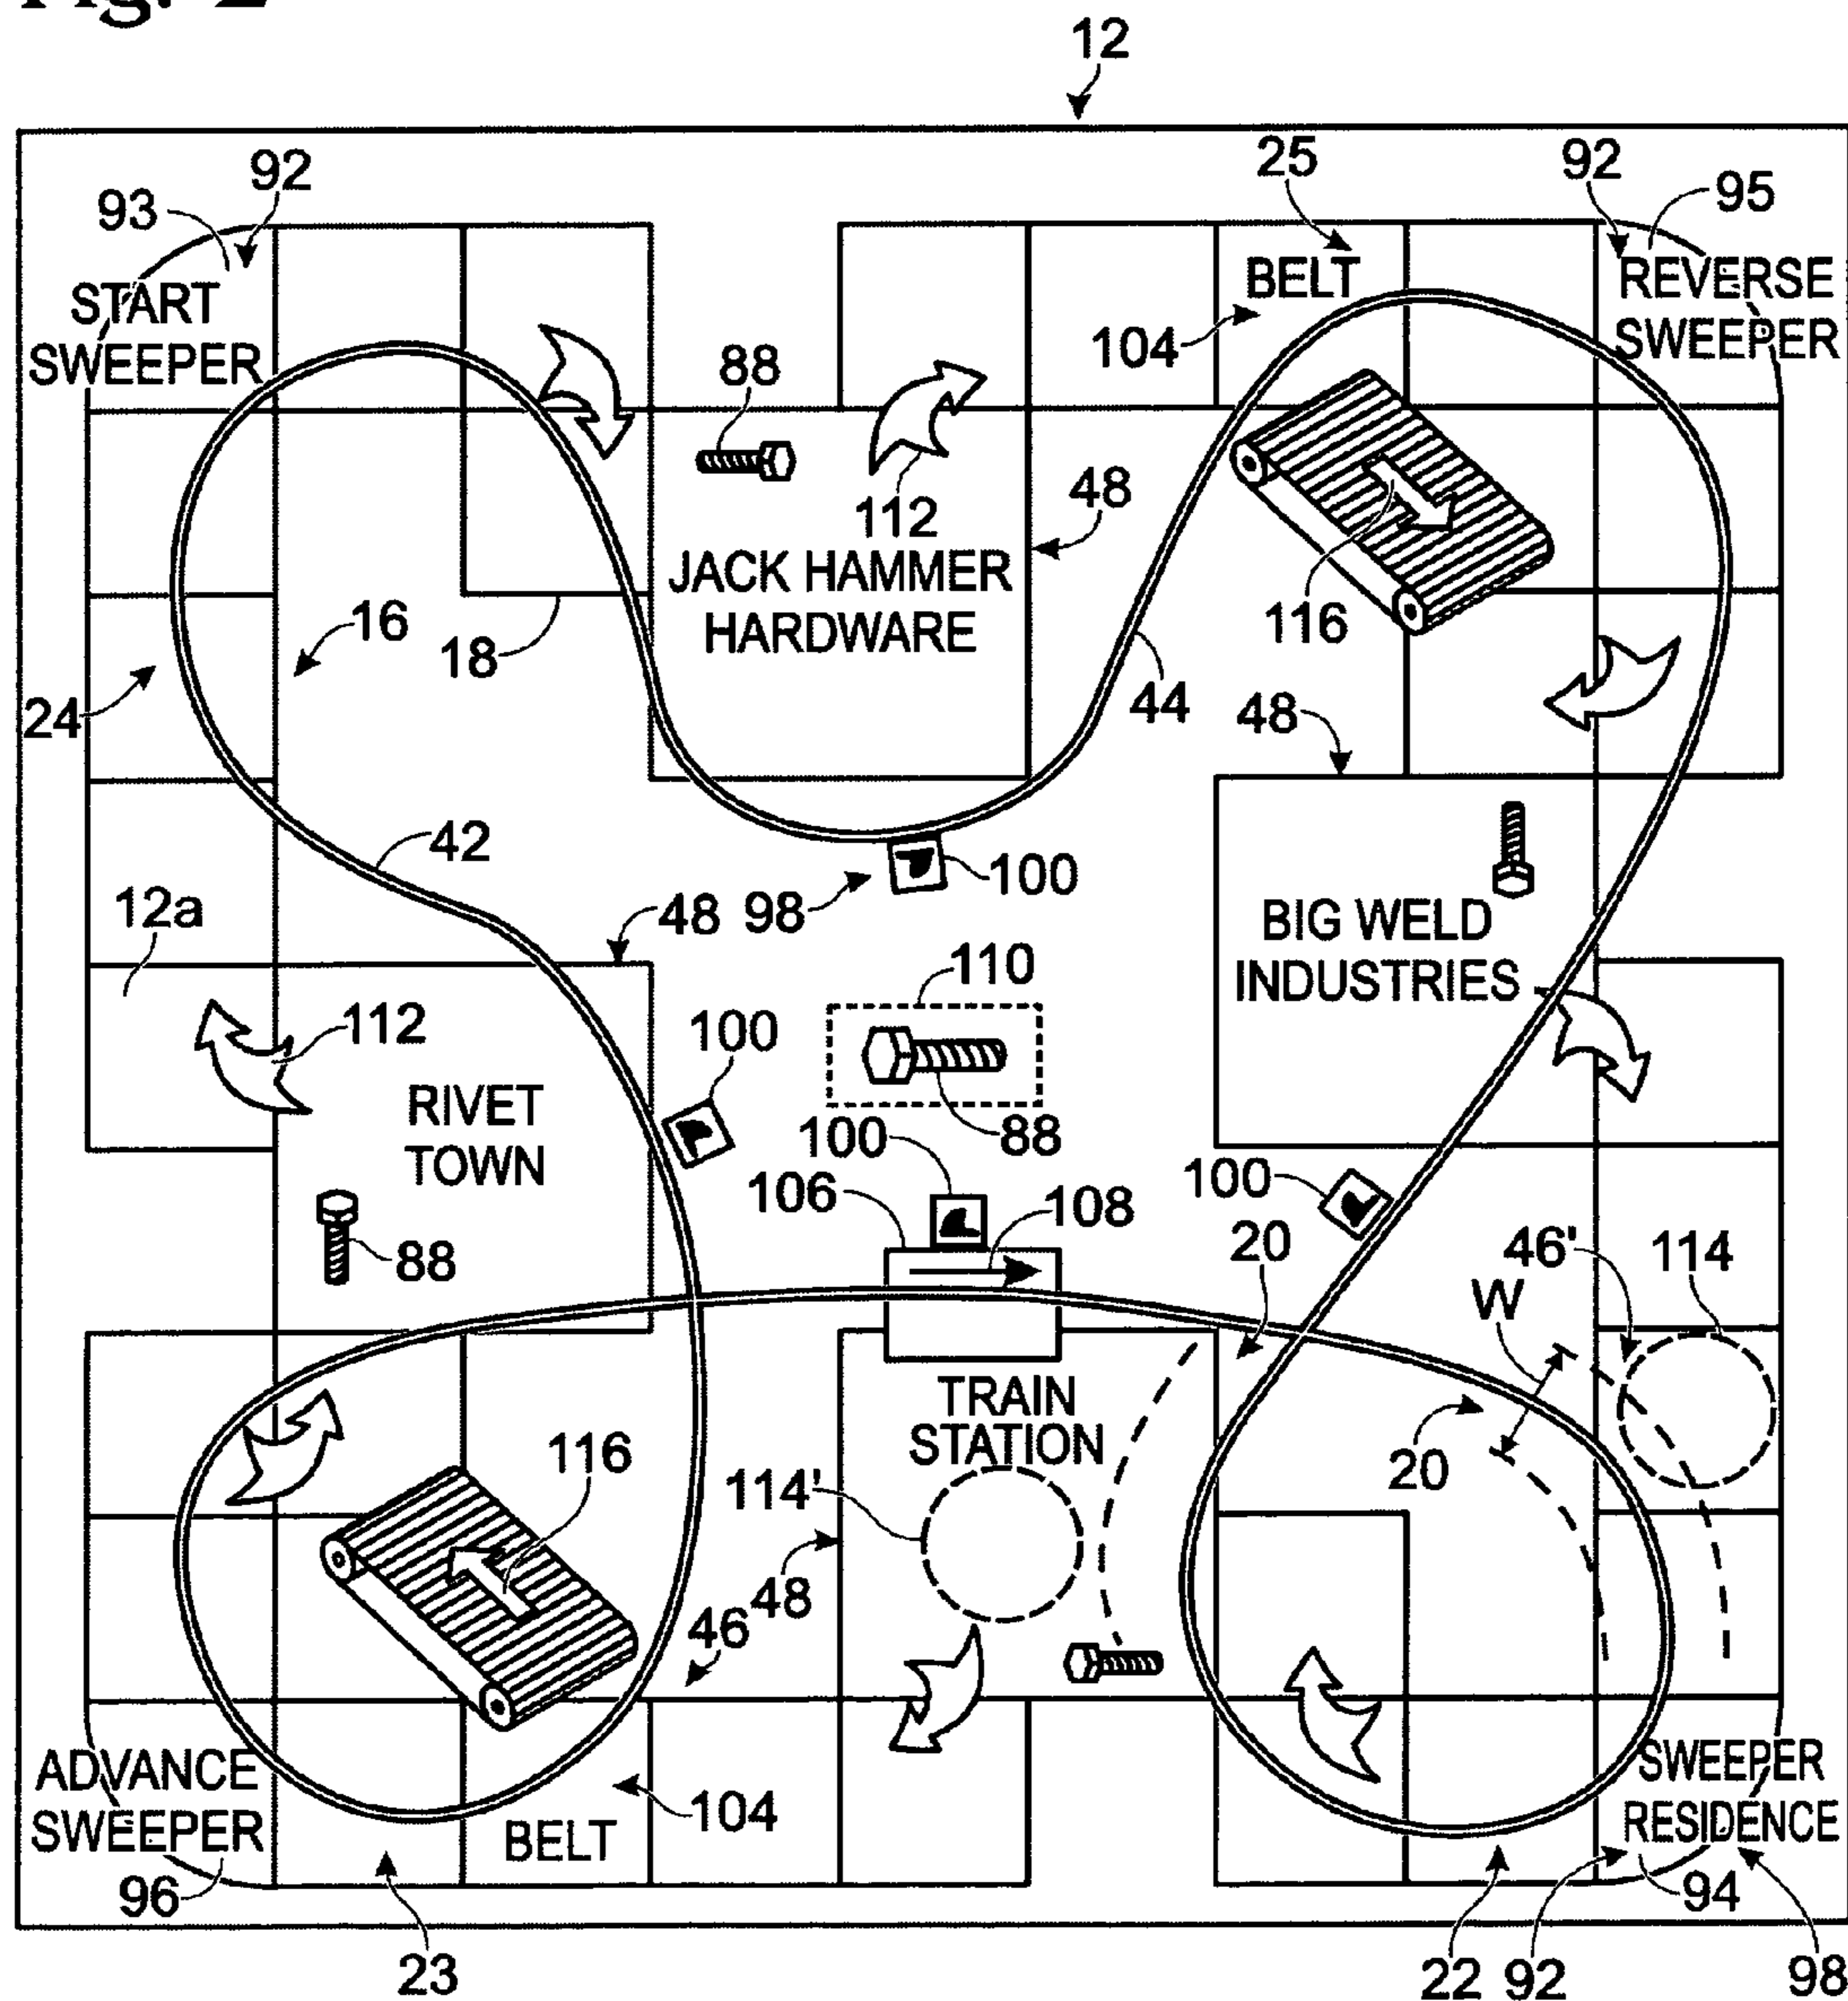 Fig. 2
12
92
25
92
93
95
START
SWEEPER
BELT
REVERSE
SWEEPER
104
88
112
48
JACK HAMMER
HARDWARE
116
16
18
24
44
48
42
100
12a
48
98
BIG WELD
INDUSTRIES
110
112
100
RIVET
TOWN
88
100
106
108
100
88
20
46'
114
W
TRAIN
STATION
20
116
114'
48
46
ADVANCE
SWEEPER
104
BELT
SWEEPER
RESIDENCE
96
94
23
22
92
98